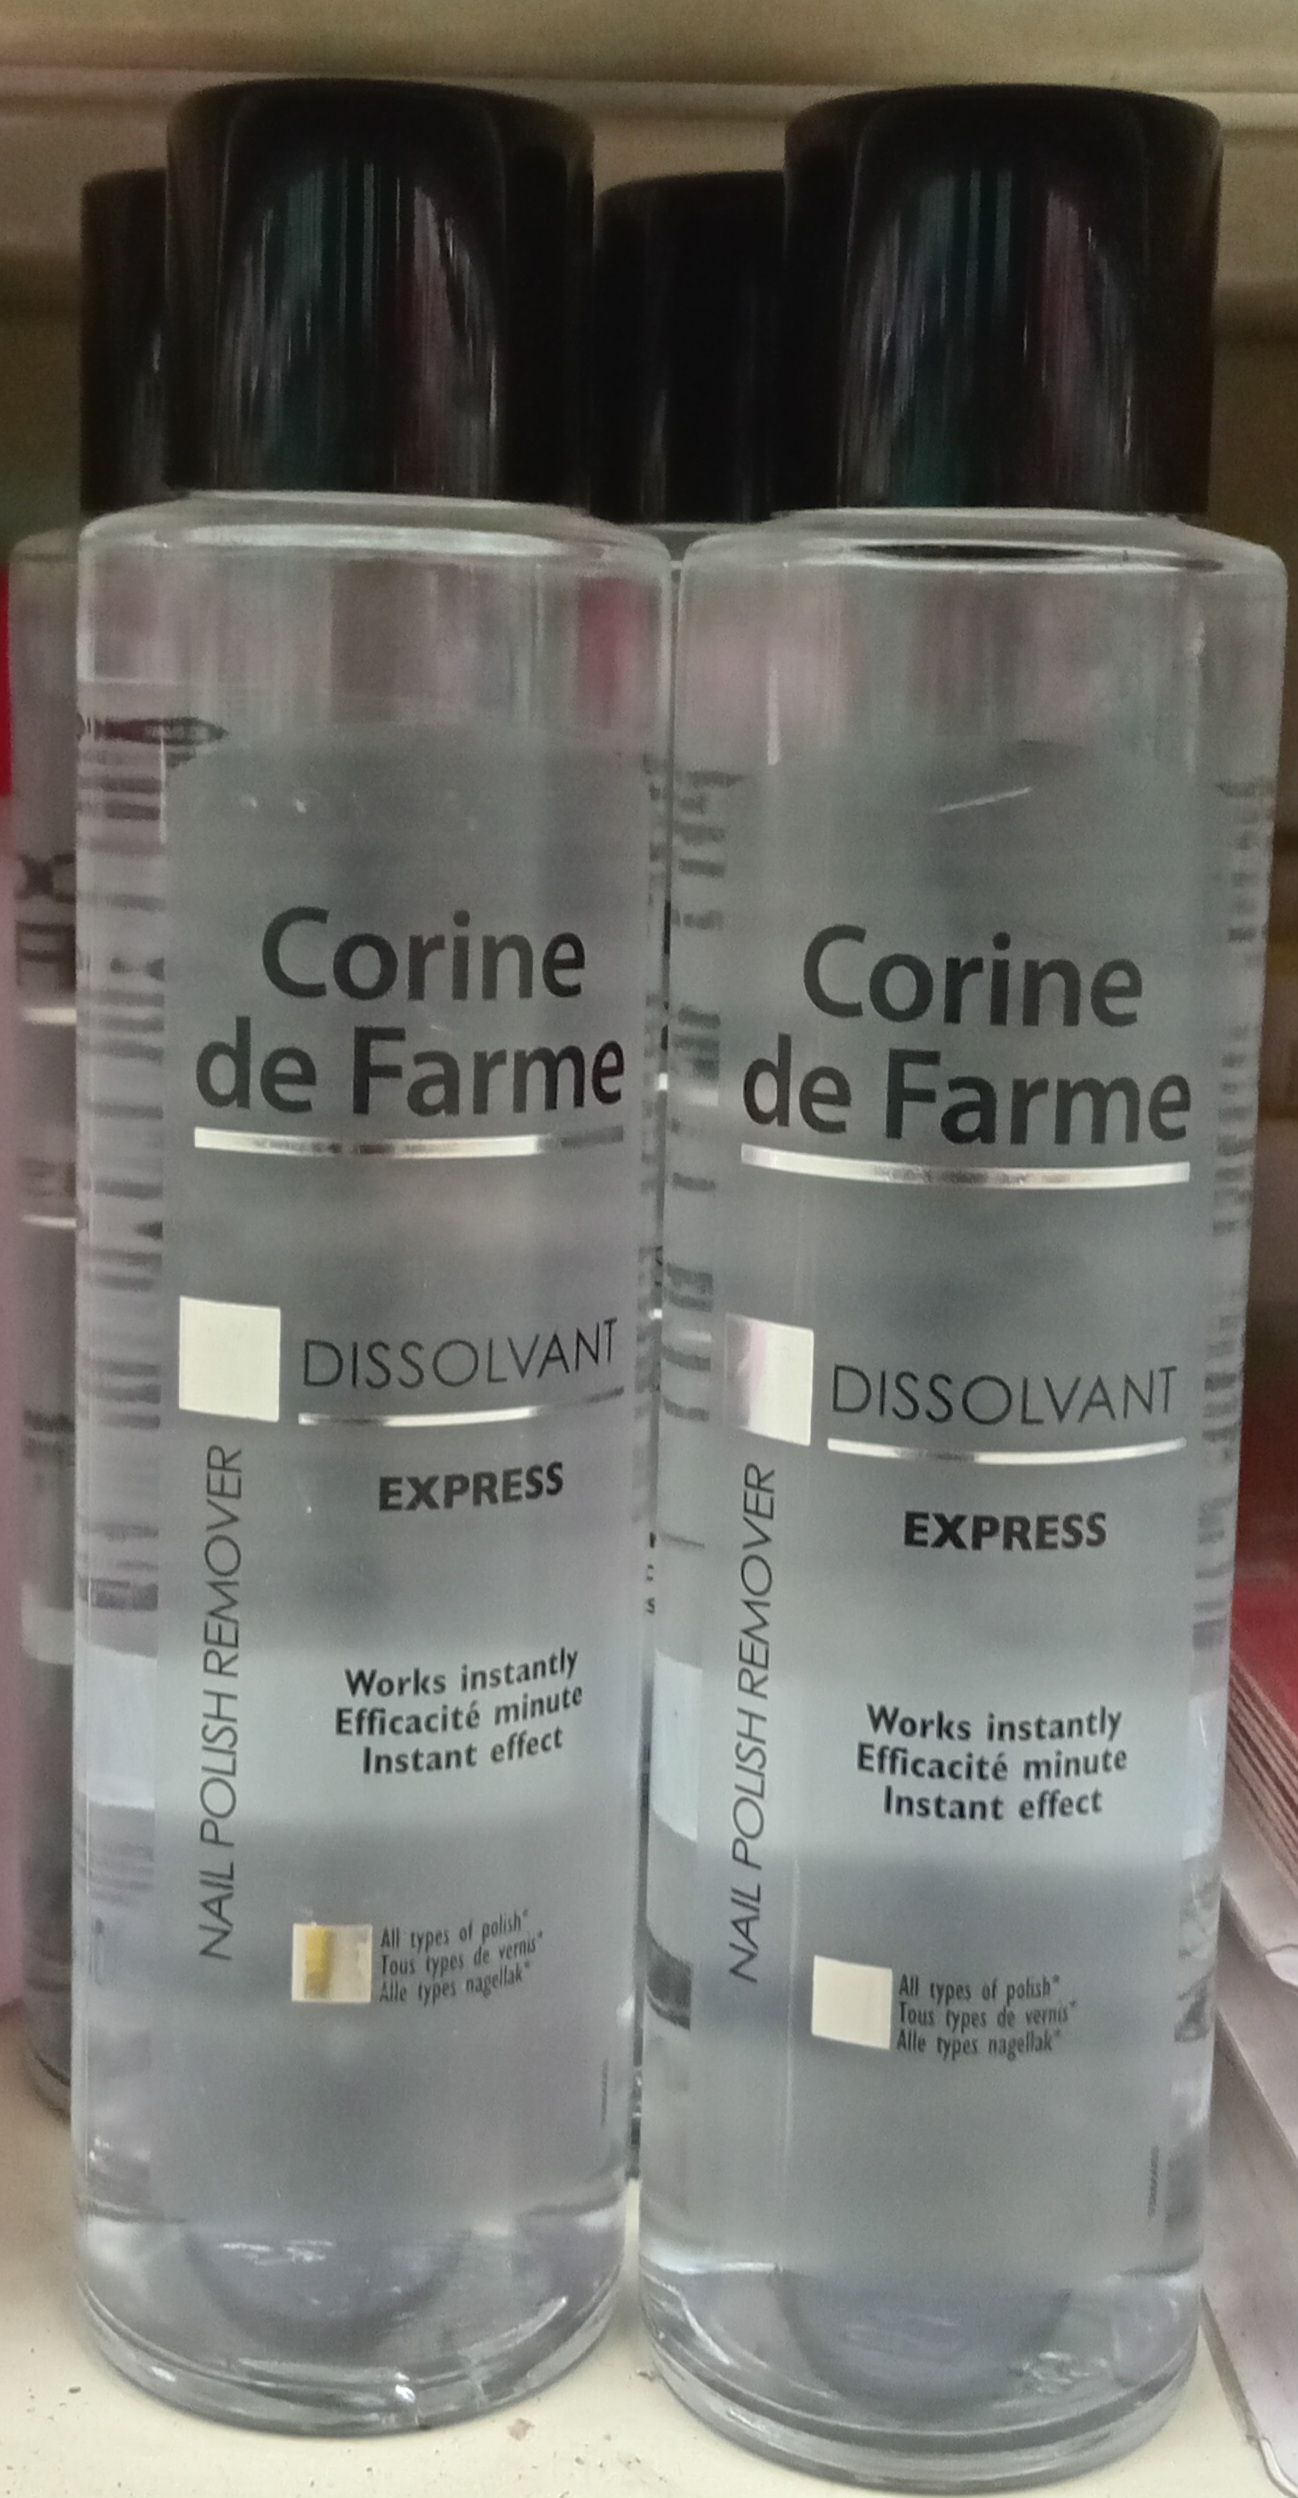 Corine
de Farme
DISSOLVANT
EXPRESS
NAIL POLISH REMOVER
Works instantly
Efficacité minute
Instant effect
All types of polish*
Tous types de vernis*
Alle types nagellak*
Corine
de Farme
DISSOLVANT
EXPRESS
NAIL POLISH REMOVER
Works instantly
Efficacité minute
Instant effect
All types of polish*
Tous types de vernis*
Alle types nagellak*